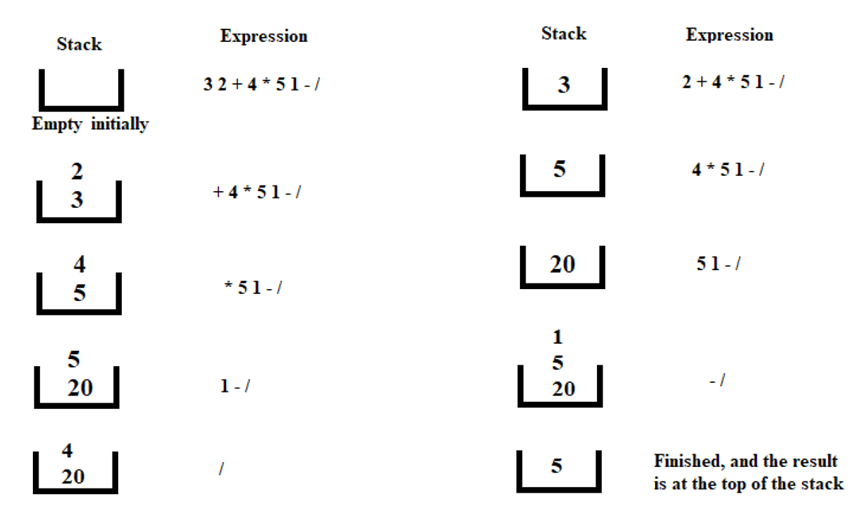 Stack Expression Stack Expression
3 2 + 4 * 5 1 - / 3 2 + 4 * 5 1 - /
Empty initially
2
3 + 4 * 5 1 - / 5 4 * 5 1 - /
4
5 * 5 1 - / 20 5 1 - /
5
20 1 - /
1
5
20 - /
4
20 /
5 Finished, and the result
is at the top of the stack